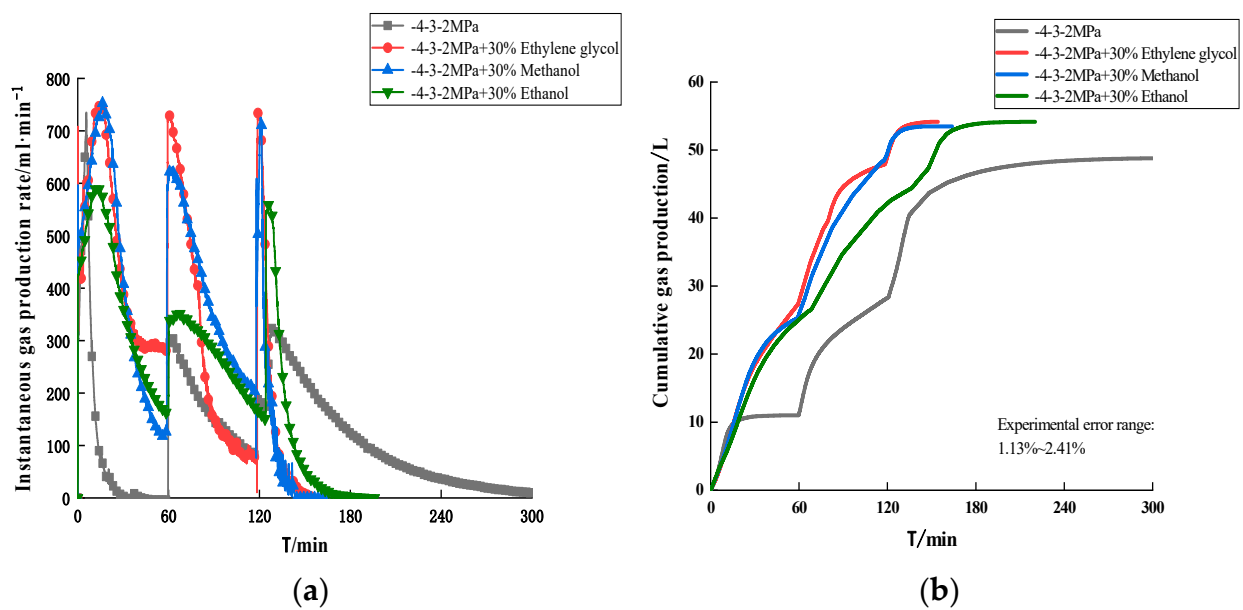 (a)
-4-3-2MPa
-4-3-2MPa+30% Ethylene glycol
-4-3-2MPa+30% Methanol
-4-3-2MPa+30% Ethanol
Instantaneous gas production rate/ml·min⁻¹
800
700
600
500
400
300
200
100
0
0 60 120 180 240 300
T/min
(a)
(b)
-4-3-2MPa
-4-3-2MPa+30% Ethylene glycol
-4-3-2MPa+30% Methanol
-4-3-2MPa+30% Ethanol
Cumulative gas production/L
60
50
40
30
20
10
0
Experimental error range:
1.13%~2.41%
0 60 120 180 240 300
T/min
(b)